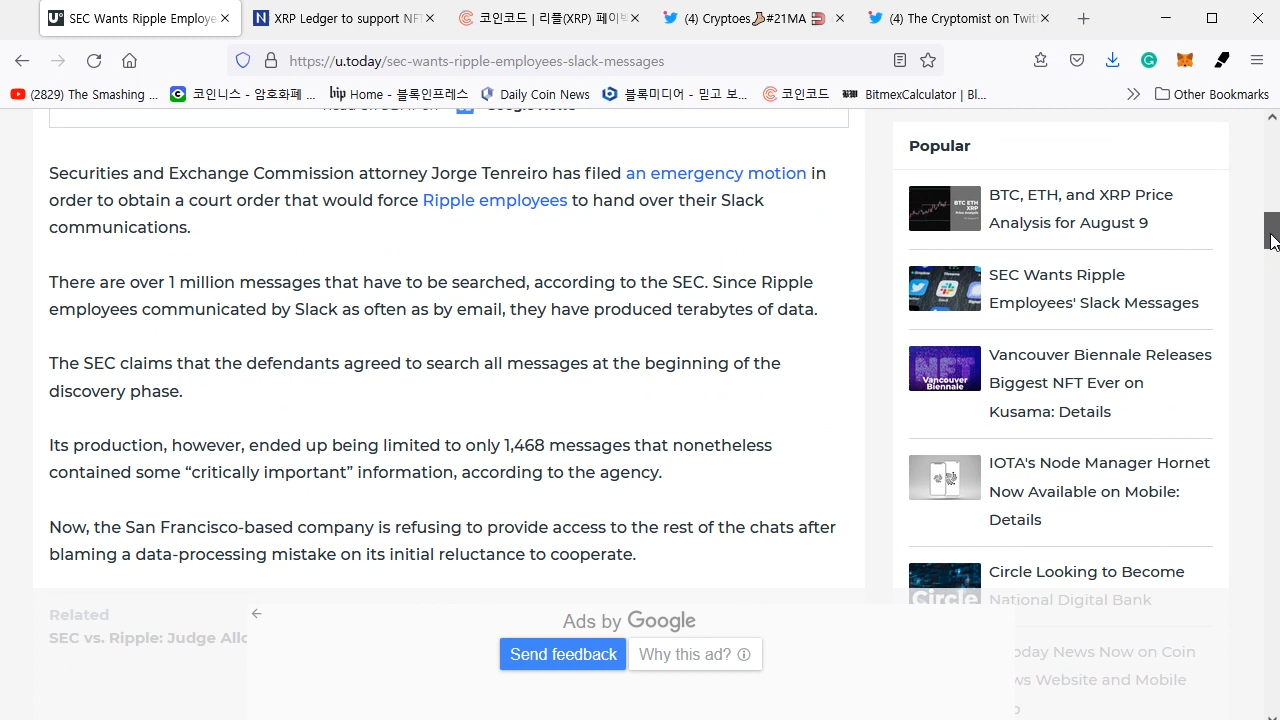 SEC Wants Ripple Employe
XRP Ledger to support NF
코인코드 | 리플(XRP) 페이
(4) Cryptoes
#21MA
(4) The Cryptomist on Twit
https://u.today/sec-wants-ripple-employees-slack-messages
(2829) The Smashing ...
코인니스 - 암호화폐 ...
Home - 블록인프레스
Daily Coin News
블록미디어 - 믿고 보...
코인코드
BitmexCalculator | Bl...
Other Bookmarks
Securities and Exchange Commission attorney Jorge Tenreiro has filed an emergency motion in
order to obtain a court order that would force Ripple employees to hand over their Slack
communications.
There are over 1 million messages that have to be searched, according to the SEC. Since Ripple
employees communicated by Slack as often as by email, they have produced terabytes of data.
The SEC claims that the defendants agreed to search all messages at the beginning of the
discovery phase.
Its production, however, ended up being limited to only 1,468 messages that nonetheless
contained some “critically important” information, according to the agency.
Now, the San Francisco-based company is refusing to provide access to the rest of the chats after
blaming a data-processing mistake on its initial reluctance to cooperate.
Related
SEC vs. Ripple: Judge Allo
Ads by Google
Send feedback
Why this ad?
Popular
BTC, ETH, and XRP Price
Analysis for August 9
SEC Wants Ripple
Employees' Slack Messages
Vancouver Biennale Releases
Biggest NFT Ever on
Kusama: Details
Vancouver
Biennale
IOTA's Node Manager Hornet
Now Available on Mobile:
Details
Circle Looking to Become
National Digital Bank
Circle
oday News Now on Coin
ws Website and Mobile